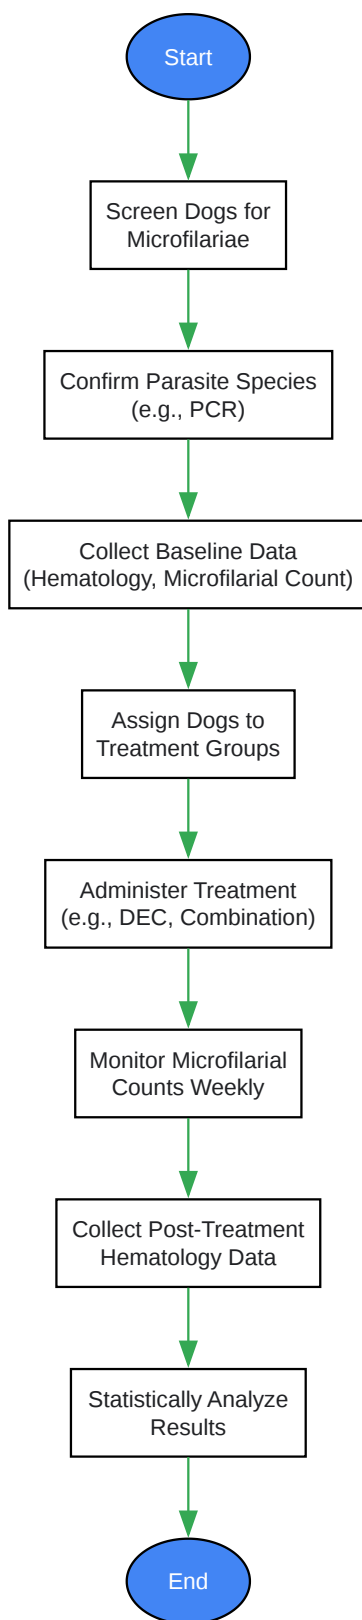 Start
Screen Dogs for
Microfilariae
Confirm Parasite Species
(e.g., PCR)
Collect Baseline Data
(Hematology, Microfilarial Count)
Assign Dogs to
Treatment Groups
Administer Treatment
(e.g., DEC, Combination)
Monitor Microfilarial
Counts Weekly
Collect Post-Treatment
Hematology Data
Statistically Analyze
Results
End